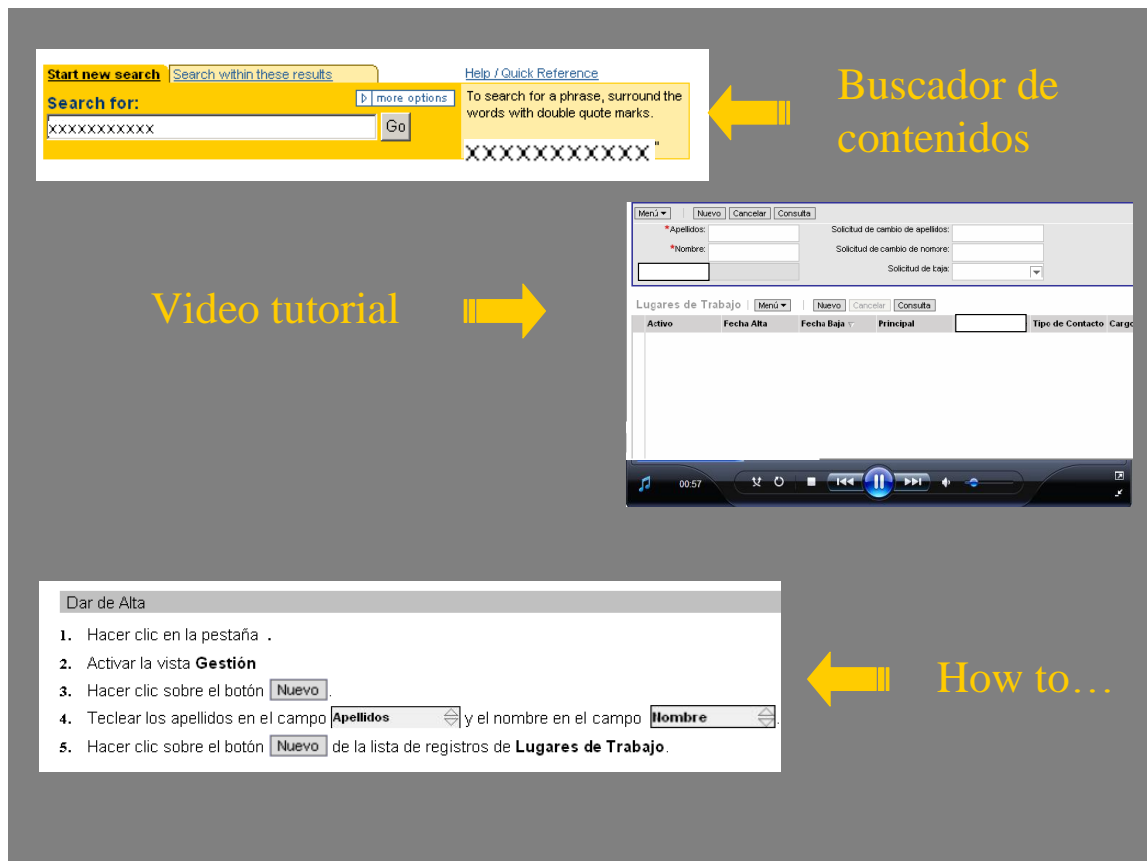 Start new search Search within these results Help / Quick Reference
Search for: more options To search for a phrase, surround the
words with double quote marks.
xxxxxxxxxxx Go
xxxxxxxxxxx "
Buscador de
contenidos
Menú Nuevo Cancelar Consulta
*Apellidos: Solicitud de cambio de apellidos:
*Nombre: Solicitud de cambio de nomore:
Solicitud de baja:
Video tutorial
Lugares de Trabajo Menú Nuevo Cancelar Consulta
Activo Fecha Alta Fecha Baja Principal Tipo de Contacto Cargo
00:57
Dar de Alta
1. Hacer clic en la pestaña .
2. Activar la vista Gestión
3. Hacer clic sobre el botón Nuevo .
4. Teclear los apellidos en el campo Apellidos y el nombre en el campo Nombre .
5. Hacer clic sobre el botón Nuevo de la lista de registros de Lugares de Trabajo.
How to…